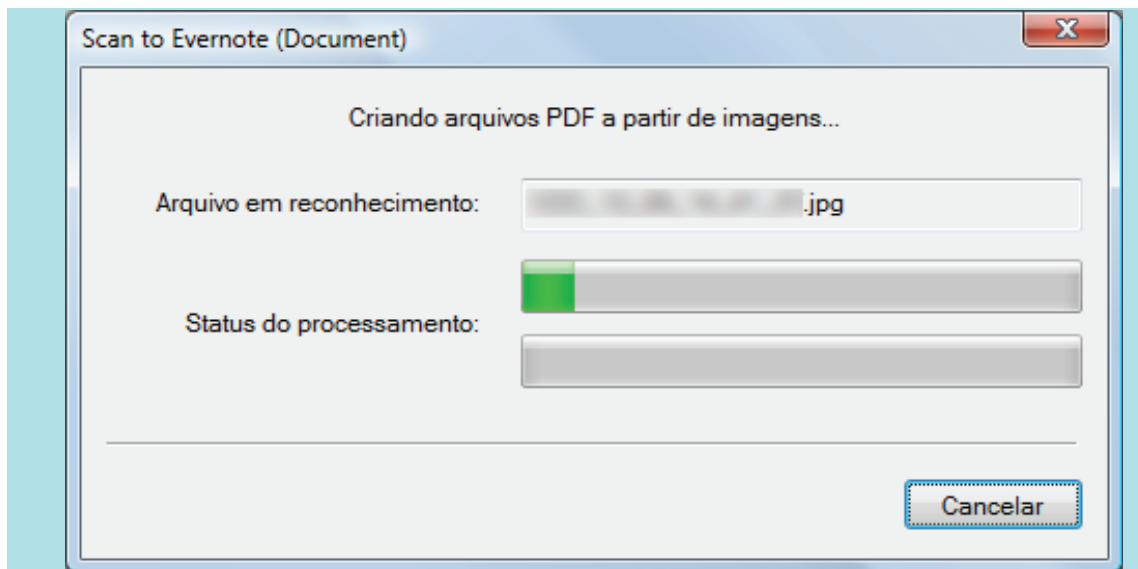 Scan to Evernote (Document)
Criando arquivos PDF a partir de imagens...
Arquivo em reconhecimento:
.jpg
Status do processamento:
Cancelar